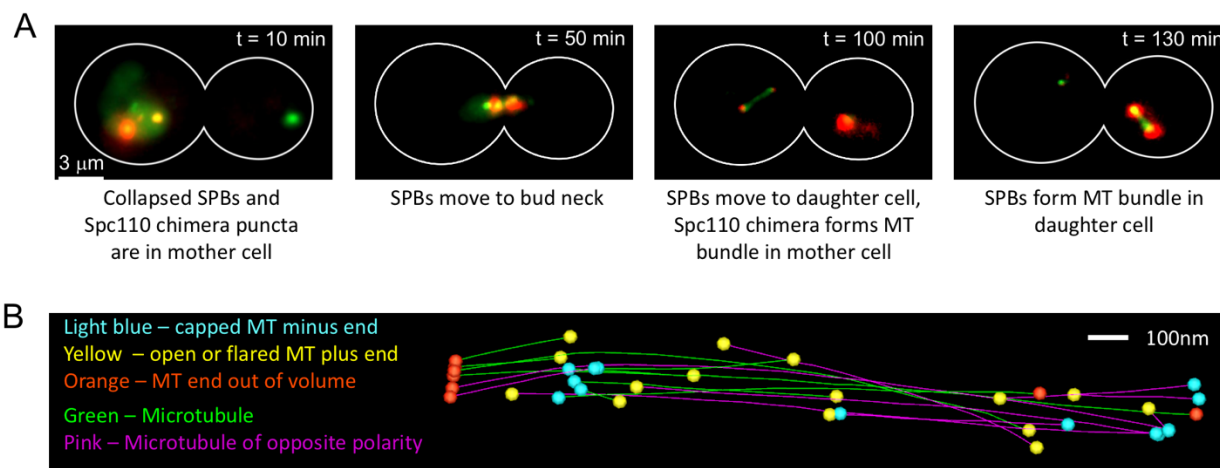 A
t = 10 min
t = 50 min
t = 100 min
t = 130 min
3 μm
Collapsed SPBs and
Spc110 chimera puncta
are in mother cell
SPBs move to bud neck
SPBs move to daughter cell,
Spc110 chimera forms MT
bundle in mother cell
SPBs form MT bundle in
daughter cell
B
Light blue – capped MT minus end
Yellow – open or flared MT plus end
Orange – MT end out of volume
Green – Microtubule
Pink – Microtubule of opposite polarity
100nm